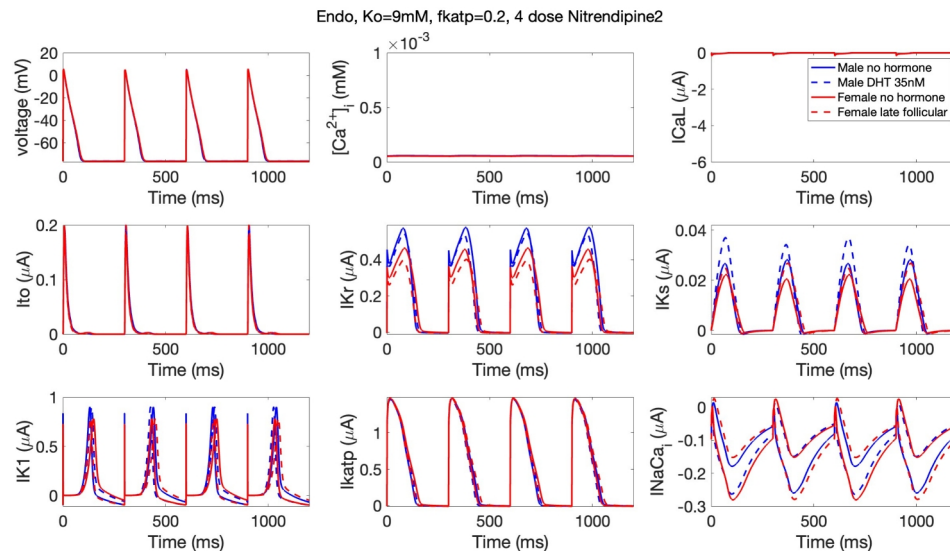 Endo, Ko=9mM, fkatp=0.2, 4 dose Nitrendipine2
voltage (mV)
20
0
-20
-40
-60
0 500 1000
Time (ms)
[Ca²⁺]ᵢ (mM)
×10⁻³
1
0.5
0
0 500 1000
Time (ms)
ICaL (μA)
0
-2
-4
-6
0 500 1000
Time (ms)
Male no hormone
Male DHT 35nM
Female no hormone
Female late follicular
Ito (μA)
0.2
0.1
0
0 500 1000
Time (ms)
IKr (μA)
0.4
0.2
0
0 500 1000
Time (ms)
IKs (μA)
0.04
0.02
0
0 500 1000
Time (ms)
IK1 (μA)
1
0.5
0
0 500 1000
Time (ms)
Ikatp (μA)
1
0.5
0
0 500 1000
Time (ms)
INaCaᵢ (μA)
0
-0.1
-0.2
-0.3
0 500 1000
Time (ms)